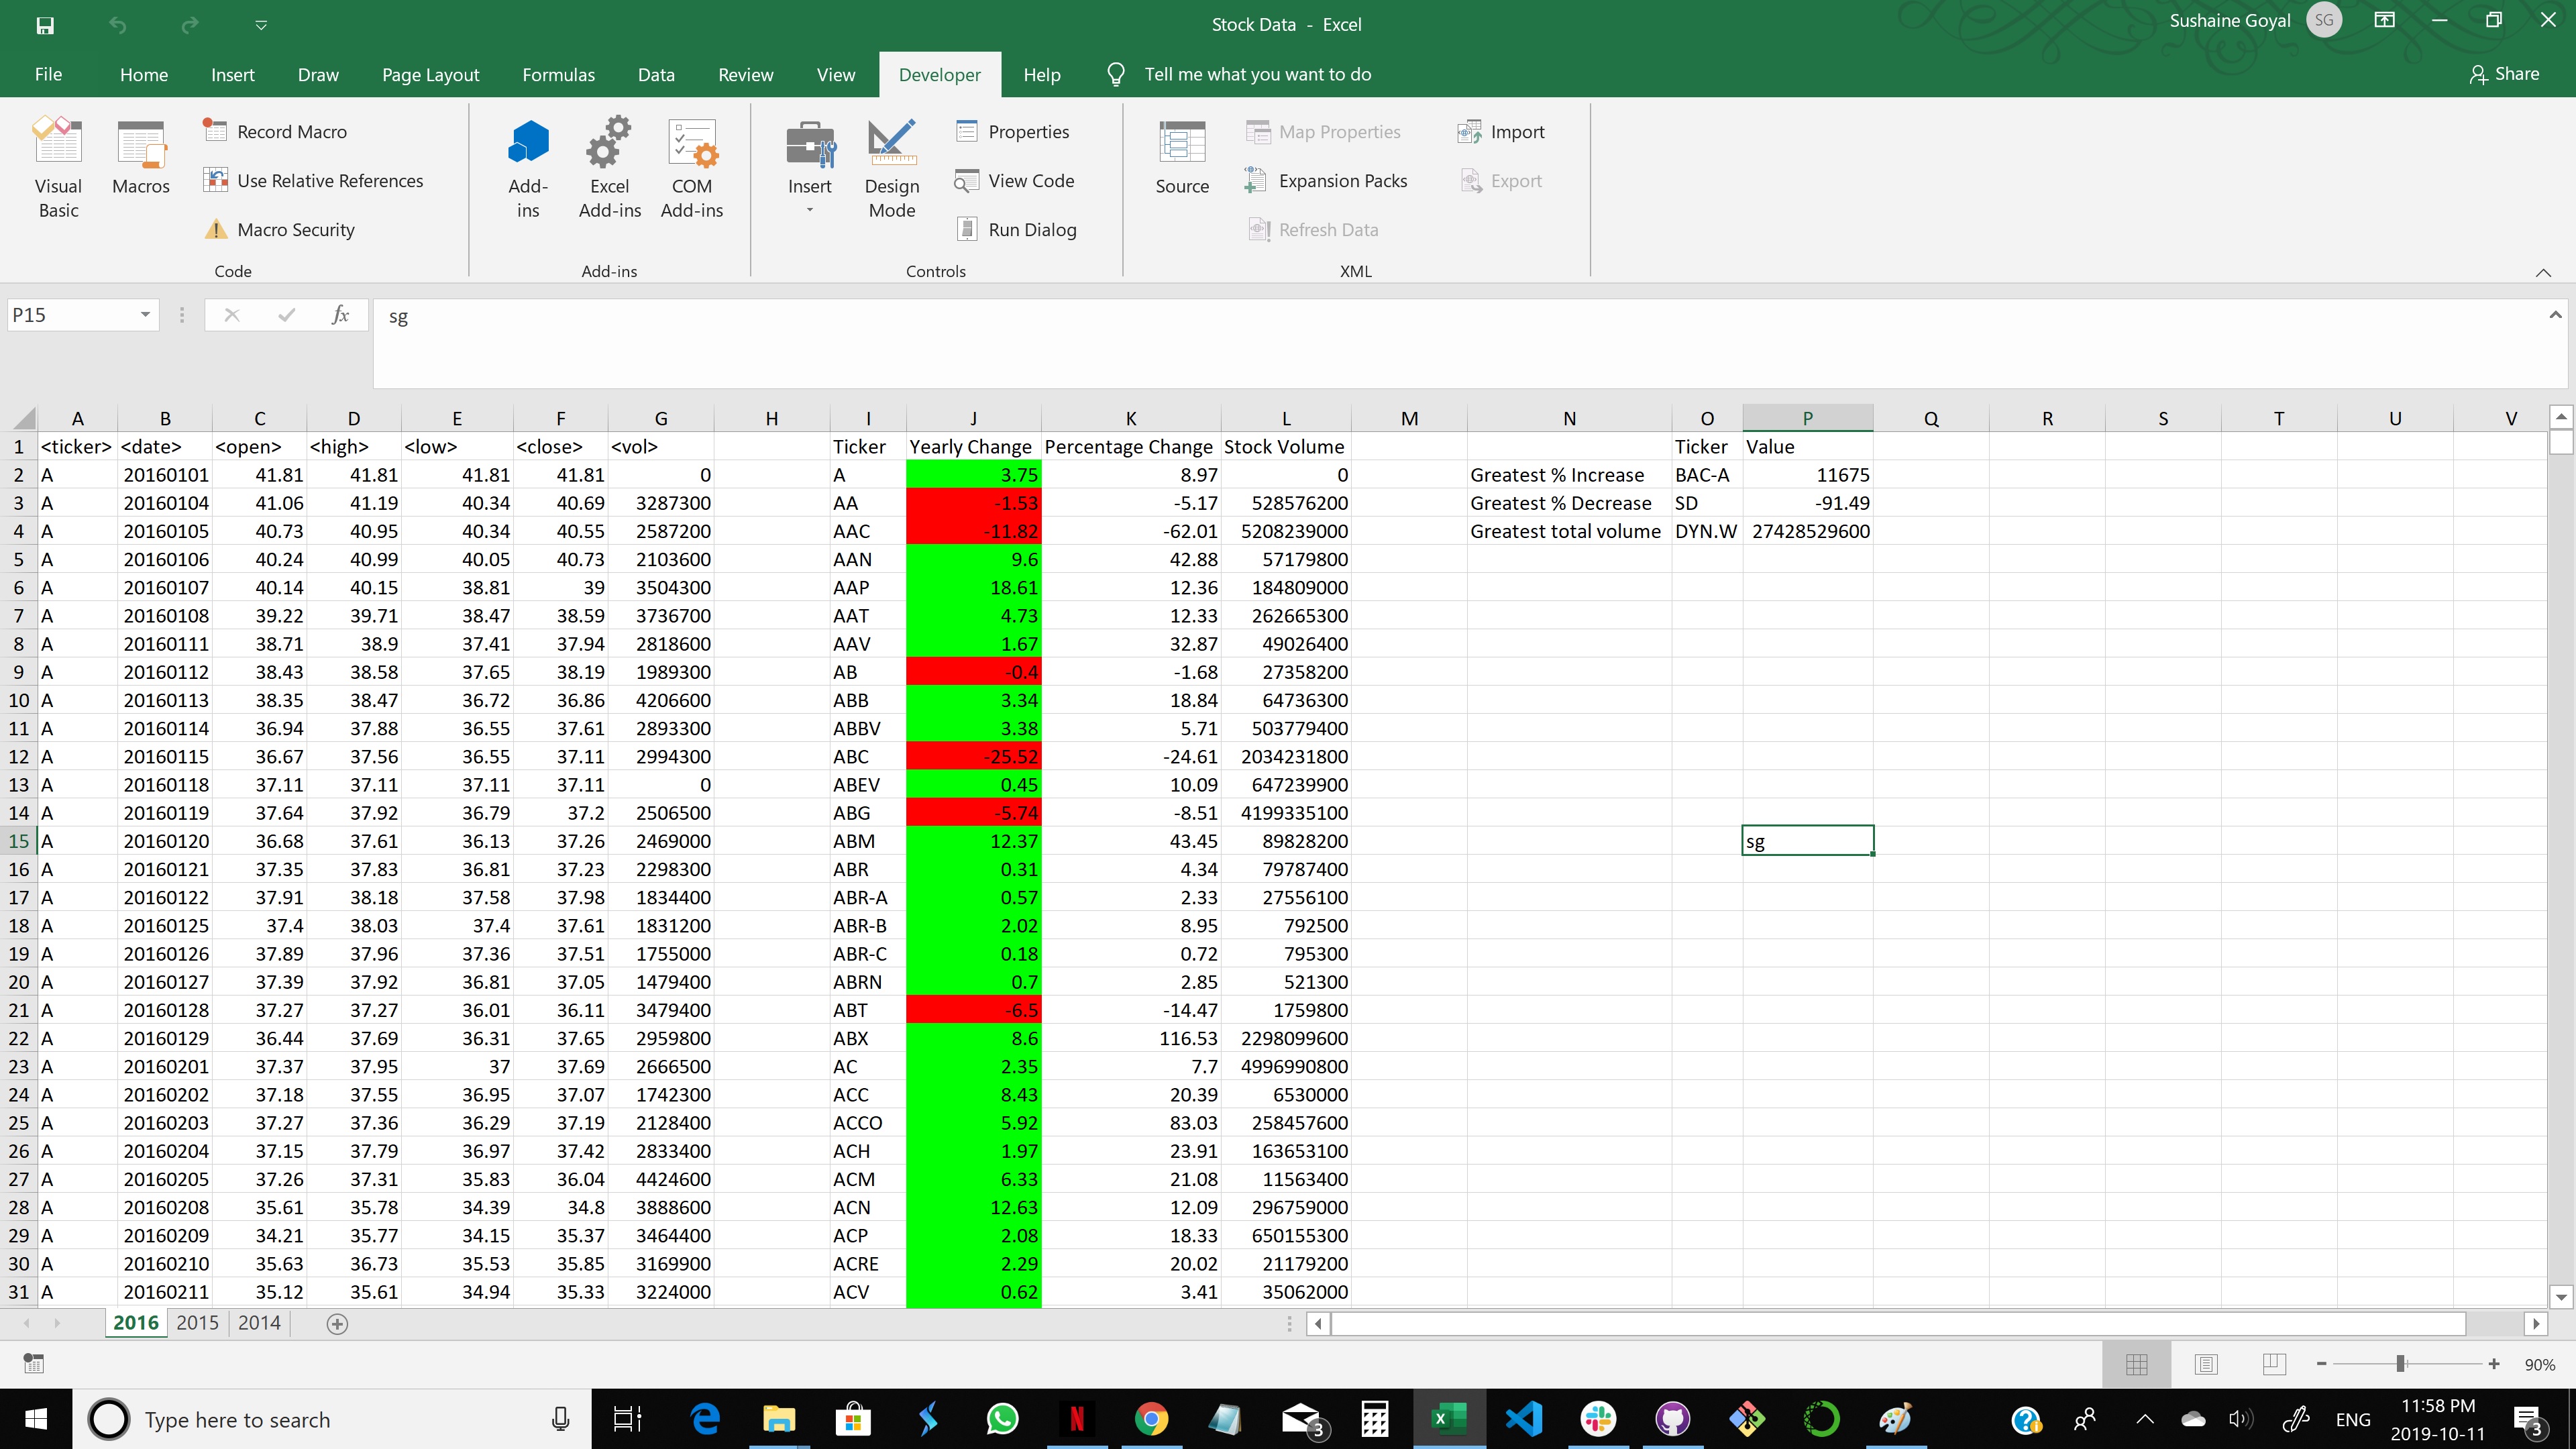 Stock Data - Excel
Sushaine Goyal SG
File Home Insert Draw Page Layout Formulas Data Review View Developer Help Tell me what you want to do Share
Visual Basic
Macros
Record Macro
Use Relative References
Macro Security
Code
Add-ins
Excel Add-ins
COM Add-ins
Add-ins
Insert
Design Mode
Properties
View Code
Run Dialog
Controls
Source
Map Properties
Expansion Packs
Refresh Data
Import
Export
XML
P15 fx sg
A B C D E F G H I J K L M N O P Q R S T U V
1 <ticker> <date> <open> <high> <low> <close> <vol> Ticker Yearly Change Percentage Change Stock Volume Ticker Value
2 A 20160101 41.81 41.81 41.81 41.81 0 A 3.75 8.97 0 Greatest % Increase BAC-A 11675
3 A 20160104 41.06 41.19 40.34 40.69 3287300 AA -1.53 -5.17 528576200 Greatest % Decrease SD -91.49
4 A 20160105 40.73 40.95 40.34 40.55 2587200 AAC -11.82 -62.01 5208239000 Greatest total volume DYN.W 27428529600
5 A 20160106 40.24 40.99 40.05 40.73 2103600 AAN 9.6 42.88 57179800
6 A 20160107 40.14 40.15 38.81 39 3504300 AAP 18.61 12.36 184809000
7 A 20160108 39.22 39.71 38.47 38.59 3736700 AAT 4.73 12.33 262665300
8 A 20160111 38.71 38.9 37.41 37.94 2818600 AAV 1.67 32.87 49026400
9 A 20160112 38.43 38.58 37.65 38.19 1989300 AB -0.4 -1.68 27358200
10 A 20160113 38.35 38.47 36.72 36.86 4206600 ABB 3.34 18.84 64736300
11 A 20160114 36.94 37.88 36.55 37.61 2893300 ABBV 3.38 5.71 503779400
12 A 20160115 36.67 37.56 36.55 37.11 2994300 ABC -25.52 -24.61 2034231800
13 A 20160118 37.11 37.11 37.11 37.11 0 ABEV 0.45 10.09 647239900
14 A 20160119 37.64 37.92 36.79 37.2 2506500 ABG -5.74 -8.51 4199335100
15 A 20160120 36.68 37.61 36.13 37.26 2469000 ABM 12.37 43.45 89828200 sg
16 A 20160121 37.35 37.83 36.81 37.23 2298300 ABR 0.31 4.34 79787400
17 A 20160122 37.91 38.18 37.58 37.98 1834400 ABR-A 0.57 2.33 27556100
18 A 20160125 37.4 38.03 37.4 37.61 1831200 ABR-B 2.02 8.95 792500
19 A 20160126 37.89 37.96 37.36 37.51 1755000 ABR-C 0.18 0.72 795300
20 A 20160127 37.39 37.92 36.81 37.05 1479400 ABRN 0.7 2.85 521300
21 A 20160128 37.27 37.27 36.01 36.11 3479400 ABT -6.5 -14.47 1759800
22 A 20160129 36.44 37.69 36.31 37.65 2959800 ABX 8.6 116.53 2298099600
23 A 20160201 37.37 37.95 37 37.69 2666500 AC 2.35 7.7 4996990800
24 A 20160202 37.18 37.55 36.95 37.07 1742300 ACC 8.43 20.39 6530000
25 A 20160203 37.27 37.36 36.29 37.19 2128400 ACCO 5.92 83.03 258457600
26 A 20160204 37.15 37.79 36.97 37.42 2833400 ACH 1.97 23.91 163653100
27 A 20160205 37.26 37.31 35.83 36.04 4424600 ACM 6.33 21.08 11563400
28 A 20160208 35.61 35.78 34.39 34.8 3888600 ACN 12.63 12.09 296759000
29 A 20160209 34.21 35.77 34.15 35.37 3464400 ACP 2.08 18.33 650155300
30 A 20160210 35.63 36.73 35.53 35.85 3169900 ACRE 2.29 20.02 21179200
31 A 20160211 35.12 35.61 34.94 35.33 3224000 ACV 0.62 3.41 35062000
2016 2015 2014
90%
Type here to search
3
ENG
11:58 PM
2019-10-11
3